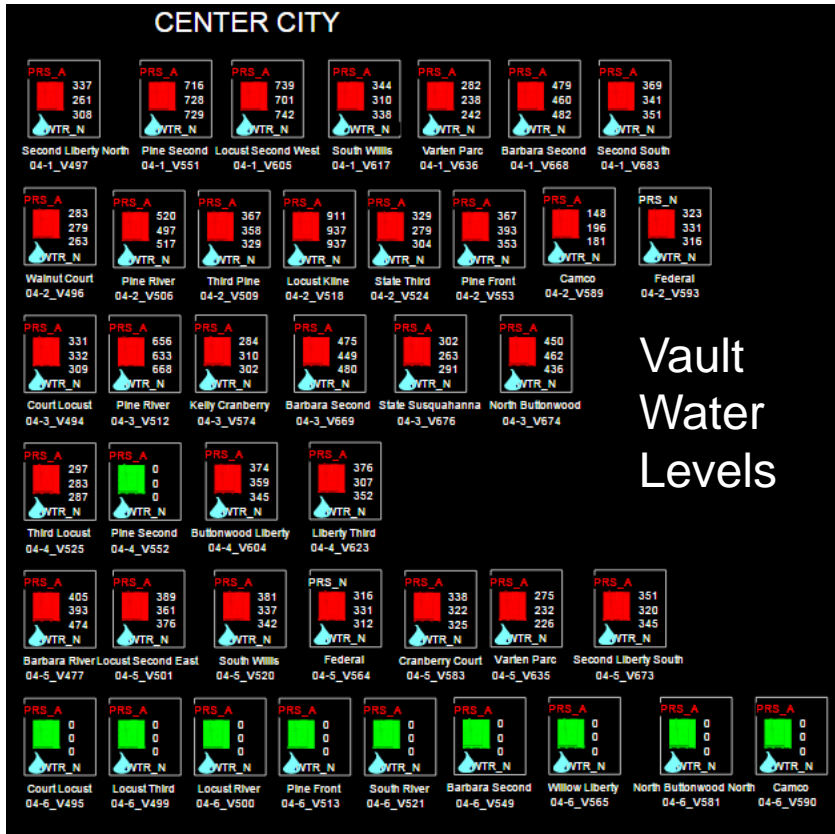 CENTER CITY
PRS_A 337 261 308 WTR_N Second Liberty North 04-1_V497
PRS_A 716 728 729 WTR_N Pine Second 04-1_V551
PRS_A 739 701 742 WTR_N Locust Second West 04-1_V605
PRS_A 344 310 338 WTR_N South Willis 04-1_V617
PRS_A 282 238 242 WTR_N Varten Parc 04-1_V636
PRS_A 479 460 482 WTR_N Barbara Second 04-1_V668
PRS_A 369 341 351 WTR_N Second South 04-1_V683
PRS_A 283 279 263 WTR_N Walnut Court 04-2_V496
PRS_A 520 497 517 WTR_N Pine River 04-2_V506
PRS_A 367 358 329 WTR_N Third Pine 04-2_V509
PRS_A 911 937 937 WTR_N Locust Kline 04-2_V518
PRS_A 329 279 304 WTR_N State Third 04-2_V524
PRS_A 367 393 353 WTR_N Pine Front 04-2_V553
PRS_A 148 196 181 WTR_N Camco 04-2_V589
PRS_N 323 331 316 WTR_N Federal 04-2_V593
PRS_A 331 332 309 WTR_N Court Locust 04-3_V494
PRS_A 656 633 668 WTR_N Pine River 04-3_V512
PRS_A 284 310 302 WTR_N Kelly Cranberry 04-3_V574
PRS_A 475 449 480 WTR_N Barbara Second 04-3_V669
PRS_A 302 263 291 WTR_N State Susquahanna 04-3_V676
PRS_A 450 462 436 WTR_N North Buttonwood 04-3_V674
Vault
Water
Levels
PRS_A 297 283 287 WTR_N Third Locust 04-4_V525
PRS_A 0 0 0 WTR_N Pine Second 04-4_V552
PRS_A 374 359 345 WTR_N Buttonwood Liberty 04-4_V604
PRS_A 376 307 352 WTR_N Liberty Third 04-4_V623
PRS_A 405 393 474 WTR_N Barbara River 04-5_V477
PRS_A 389 361 376 WTR_N Locust Second East 04-5_V501
PRS_A 381 337 342 WTR_N South Willis 04-5_V520
PRS_N 316 331 312 WTR_N Federal 04-5_V564
PRS_A 338 322 325 WTR_N Cranberry Court 04-5_V583
PRS_A 275 232 226 WTR_N Varten Parc 04-5_V635
PRS_A 351 320 345 WTR_N Second Liberty South 04-5_V673
PRS_A 0 0 0 WTR_N Court Locust 04-6_V495
PRS_A 0 0 0 WTR_N Locust Third 04-6_V499
PRS_A 0 0 0 WTR_N Locust River 04-6_V500
PRS_A 0 0 0 WTR_N Pine Front 04-6_V513
PRS_A 0 0 0 WTR_N South River 04-6_V521
PRS_A 0 0 0 WTR_N Barbara Second 04-6_V549
PRS_A 0 0 0 WTR_N Willow Liberty 04-6_V565
PRS_A 0 0 0 WTR_N North Buttonwood North 04-6_V581
PRS_A 0 0 0 WTR_N Camco 04-6_V590